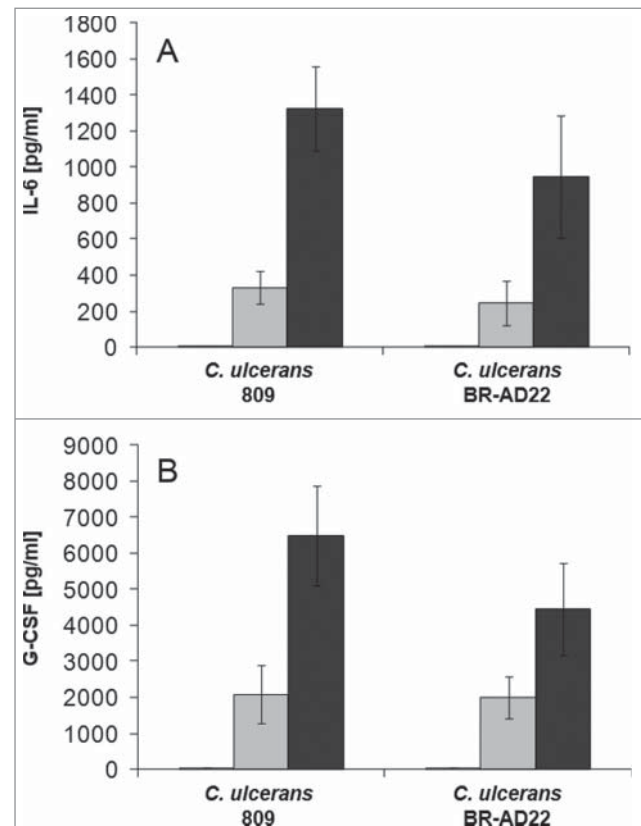 A
IL-6 [pg/ml]
1800
1600
1400
1200
1000
800
600
400
200
0
C. ulcerans
809
C. ulcerans
BR-AD22
B
G-CSF [pg/ml]
9000
8000
7000
6000
5000
4000
3000
2000
1000
0
C. ulcerans
809
C. ulcerans
BR-AD22